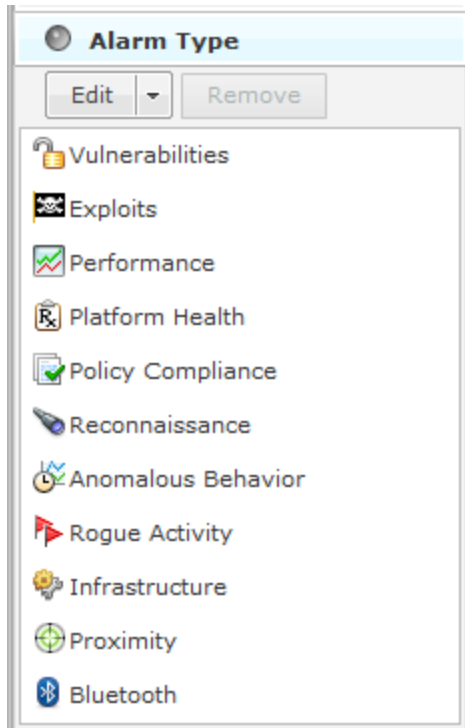 Alarm Type
Edit Remove
Vulnerabilities
Exploits
Performance
Platform Health
Policy Compliance
Reconnaissance
Anomalous Behavior
Rogue Activity
Infrastructure
Proximity
Bluetooth